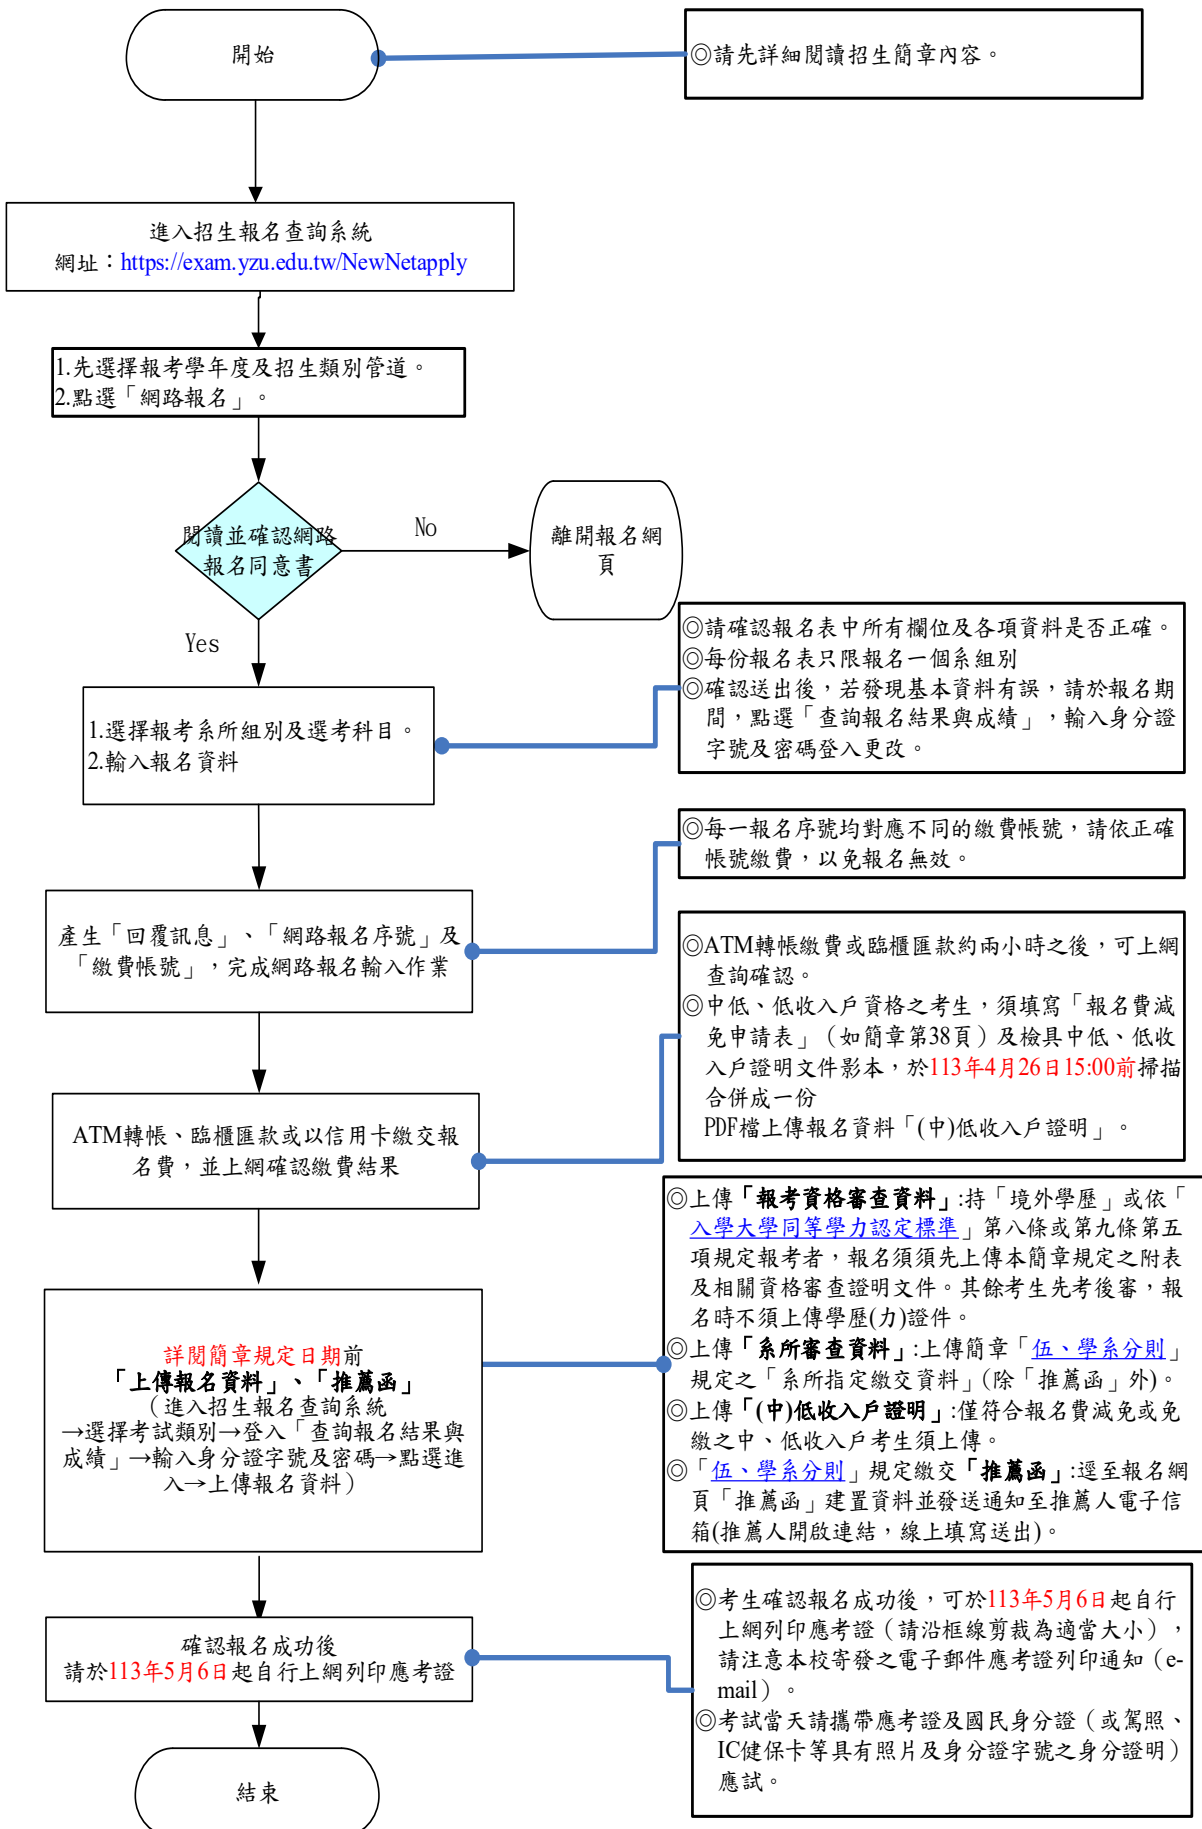 開始
◎請先詳細閱讀招生簡章內容。
進入招生報名查詢系統
網址：https://exam.yzu.edu.tw/NewNetapply
1.先選擇報考學年度及招生類別管道。
2.點選「網路報名」。
閱讀並確認網路
報名同意書
No
離開報名網
頁
Yes
◎請確認報名表中所有欄位及各項資料是否正確。
◎每份報名表只限報名一個系組別
◎確認送出後，若發現基本資料有誤，請於報名期
間，點選「查詢報名結果與成績」，輸入身分證
字號及密碼登入更改。
1.選擇報考系所組別及選考科目。
2.輸入報名資料
◎每一報名序號均對應不同的繳費帳號，請依正確
帳號繳費，以免報名無效。
產生「回覆訊息」、「網路報名序號」及
「繳費帳號」，完成網路報名輸入作業
◎ATM轉帳繳費或臨櫃匯款約兩小時之後，可上網
查詢確認。
◎中低、低收入戶資格之考生，須填寫「報名費減
免申請表」（如簡章第38頁）及檢具中低、低收
入戶證明文件影本，於113年4月26日15:00前掃描
合併成一份
PDF檔上傳報名資料「(中)低收入戶證明」。
ATM轉帳、臨櫃匯款或以信用卡繳交報
名費，並上網確認繳費結果
◎上傳「報考資格審查資料」:持「境外學歷」或依「
入學大學同等學力認定標準」第八條或第九條第五
項規定報考者，報名須須先上傳本簡章規定之附表
及相關資格審查證明文件。其餘考生先考後審，報
名時不須上傳學歷(力)證件。
◎上傳「系所審查資料」:上傳簡章「伍、學系分則」
規定之「系所指定繳交資料」(除「推薦函」外)。
◎上傳「(中)低收入戶證明」:僅符合報名費減免或免
繳之中、低收入戶考生須上傳。
◎「伍、學系分則」規定繳交「推薦函」:逕至報名網
頁「推薦函」建置資料並發送通知至推薦人電子信
箱(推薦人開啟連結，線上填寫送出)。
詳閱簡章規定日期前
「上傳報名資料」、「推薦函」
（進入招生報名查詢系統
→選擇考試類別→登入「查詢報名結果與
成績」→輸入身分證字號及密碼→點選進
入→上傳報名資料）
確認報名成功後
請於113年5月6日起自行上網列印應考證
◎考生確認報名成功後，可於113年5月6日起自行
上網列印應考證（請沿框線剪裁為適當大小），
請注意本校寄發之電子郵件應考證列印通知（e-
mail）。
◎考試當天請攜帶應考證及國民身分證（或駕照、
IC健保卡等具有照片及身分證字號之身分證明）
應試。
結束